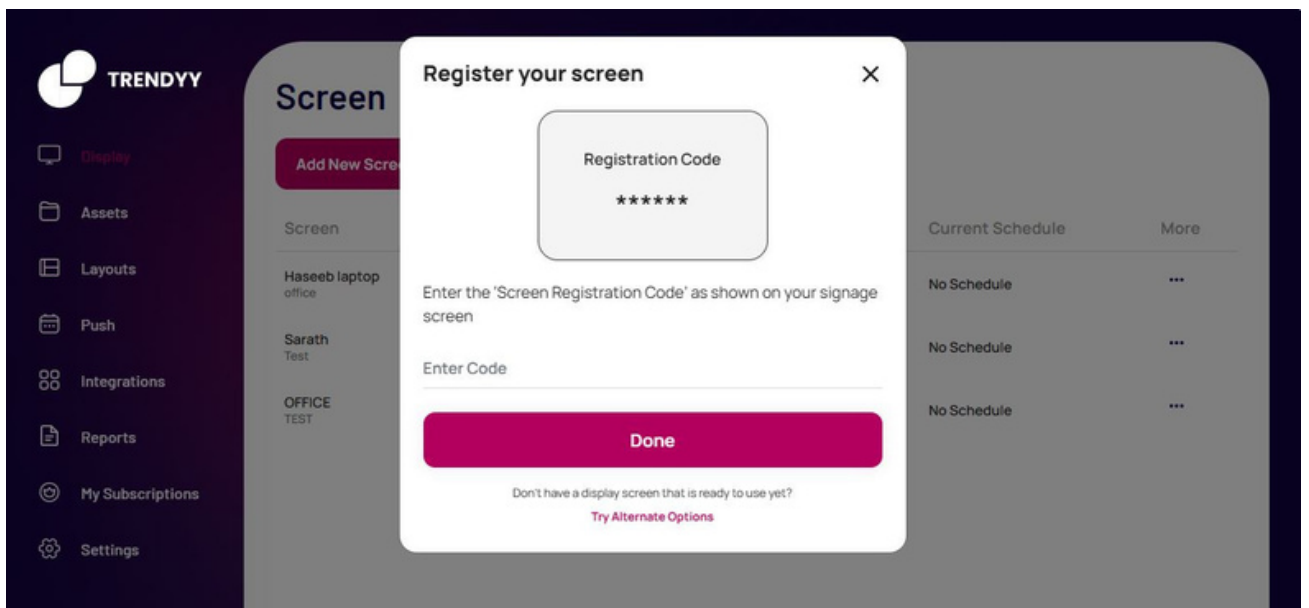 TRENDYY
Display
Assets
Layouts
Push
Integrations
Reports
My Subscriptions
Settings
Screen
Add New Scre
Screen
Current Schedule
More
Haseeb laptop
office
No Schedule
Sarath
Test
No Schedule
OFFICE
TEST
No Schedule
Register your screen
Registration Code
******
Enter the 'Screen Registration Code' as shown on your signage
screen
Enter Code
Done
Don't have a display screen that is ready to use yet?
Try Alternate Options